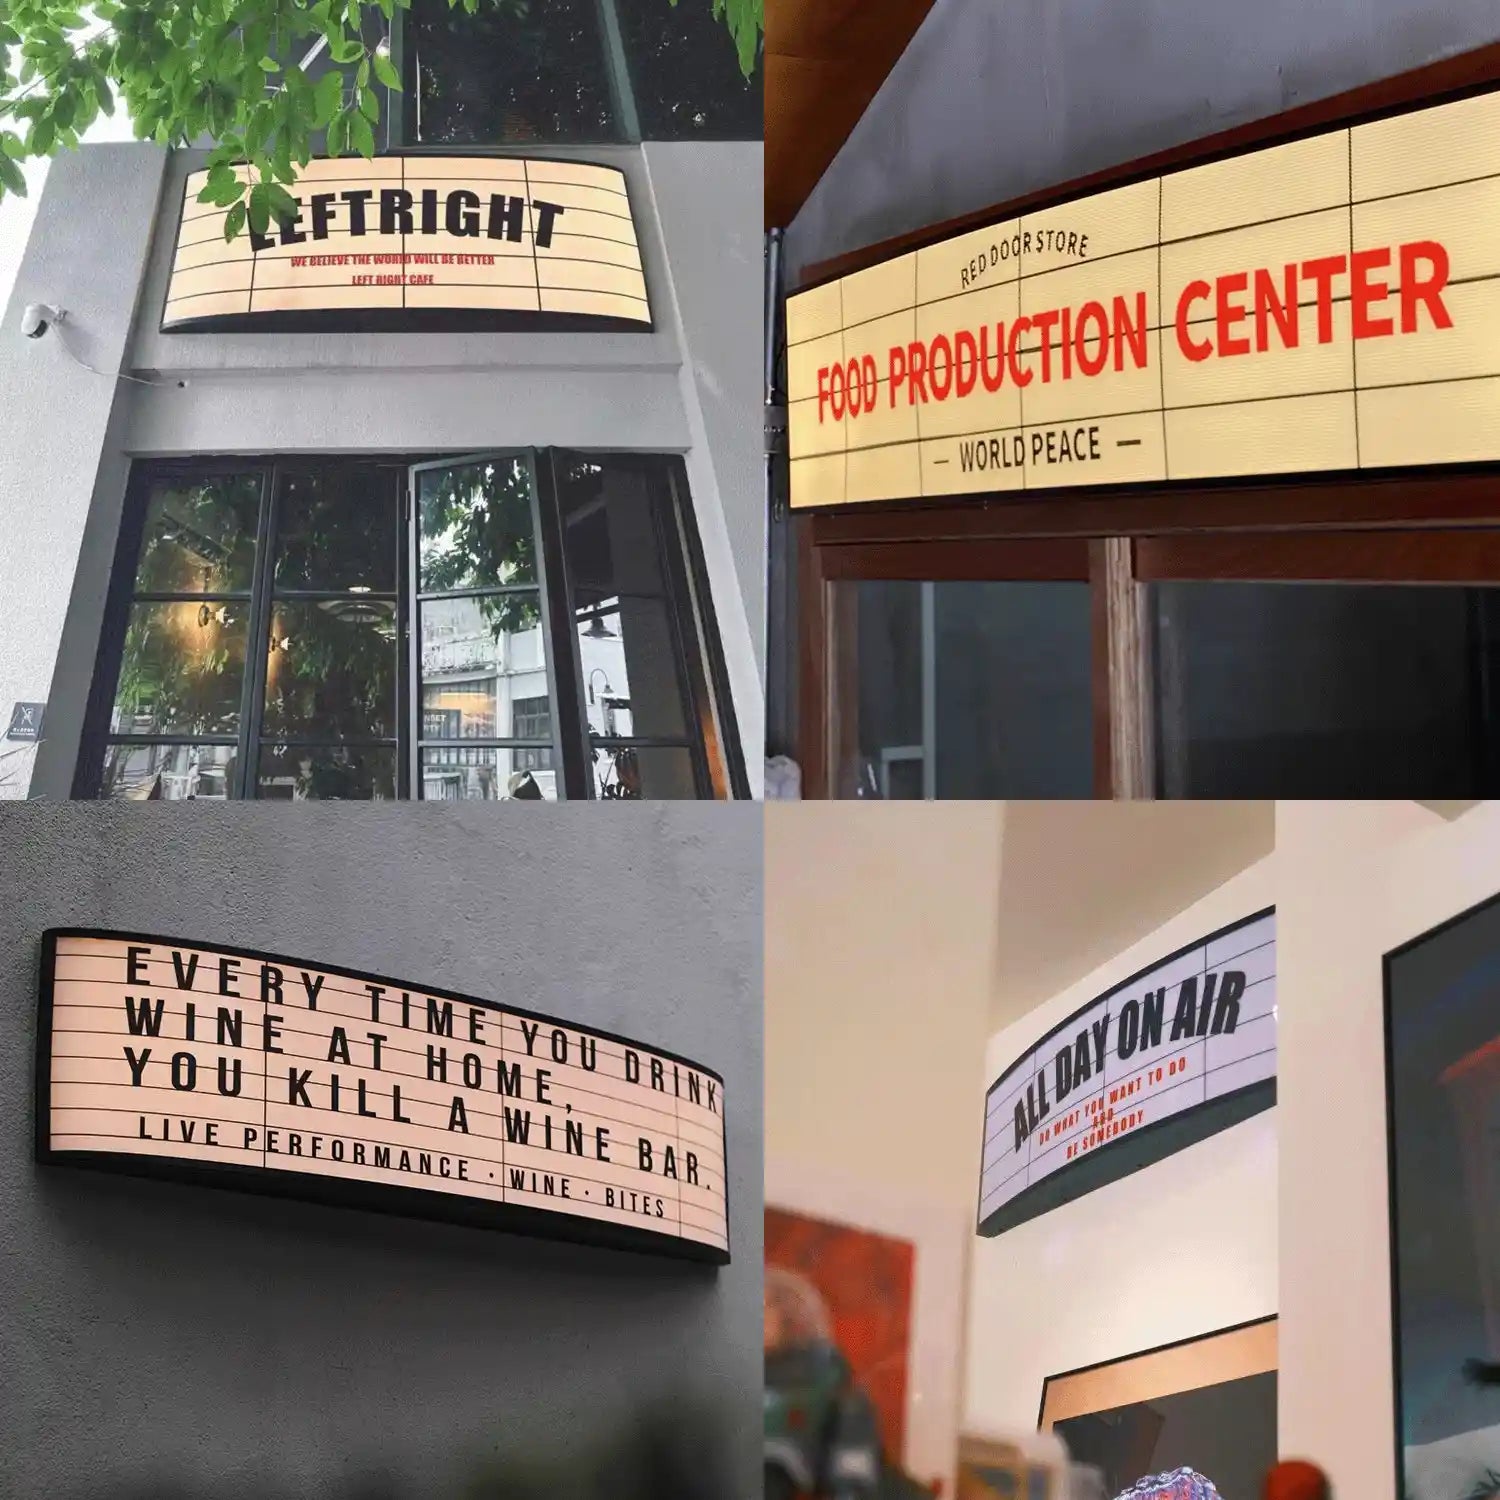 LEFTRIGHT
WE BELIEVE THE WORLD WILL BE BETTER
LEFT RIGHT CAFE
RED DOOR STORE
FOOD PRODUCTION CENTER
— WORLD PEACE —
EVERY TIME YOU DRINK
WINE AT HOME,
YOU KILL A WINE BAR.
LIVE PERFORMANCE · WINE · BITES
ALL DAY ON AIR
DO WHAT YOU WANT TO DO
AND
BE SOMEBODY